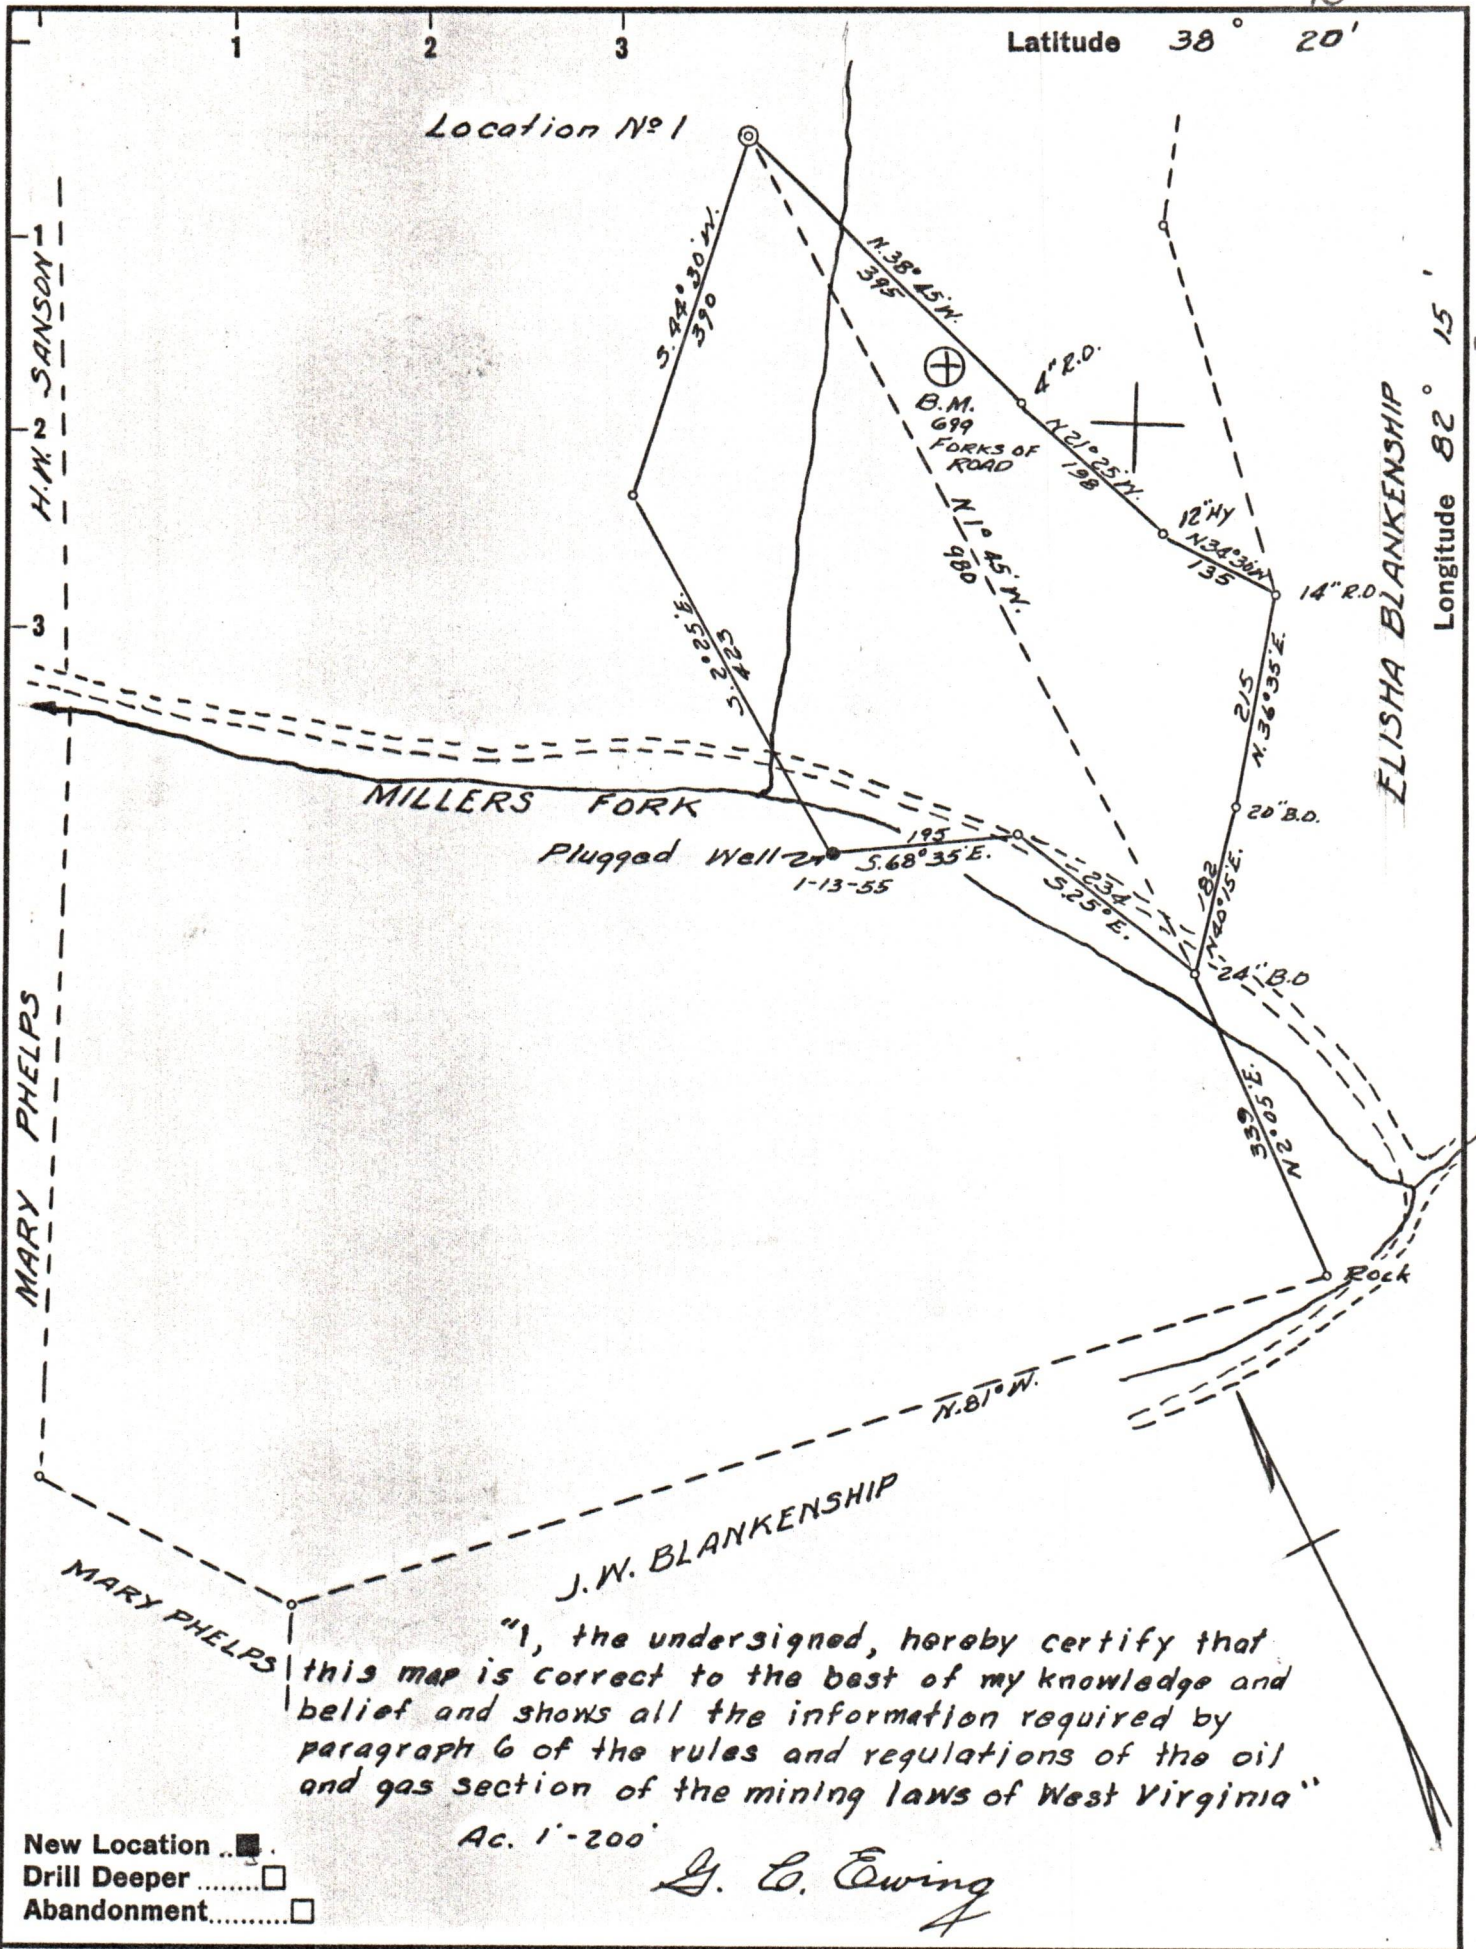 Latitude 38° 20'
1 2 3
Location Nº 1
1
2
3
H.W. SANSON
S.44°30'W.
390
N.38°45'W.
395
4" R.O.
B.M.
699
FORKS OF
ROAD
N21°25'W.
198
12" HY
N34°30W
135
14" R.O
ELISHA BLANKENSHIP
Longitude 82° 15'
N1°45'W.
980
S.2°25'E.
423
215
N.36°35'E.
20" B.O.
MILLERS FORK
Plugged Well
1-13-55
195
S.68°35'E.
234
S.25°E.
182
N40°15'E.
24" B.O
MARY PHELPS
339
N2°05'E.
Rock
N.81°W.
J.W. BLANKENSHIP
MARY PHELPS
"I, the undersigned, hereby certify that
this map is correct to the best of my knowledge and
belief and shows all the information required by
paragraph 6 of the rules and regulations of the oil
and gas section of the mining laws of West Virginia"
Ac. 1'-200'
G. C. Ewing
New Location ..■.
Drill Deeper ........□
Abandonment..........□